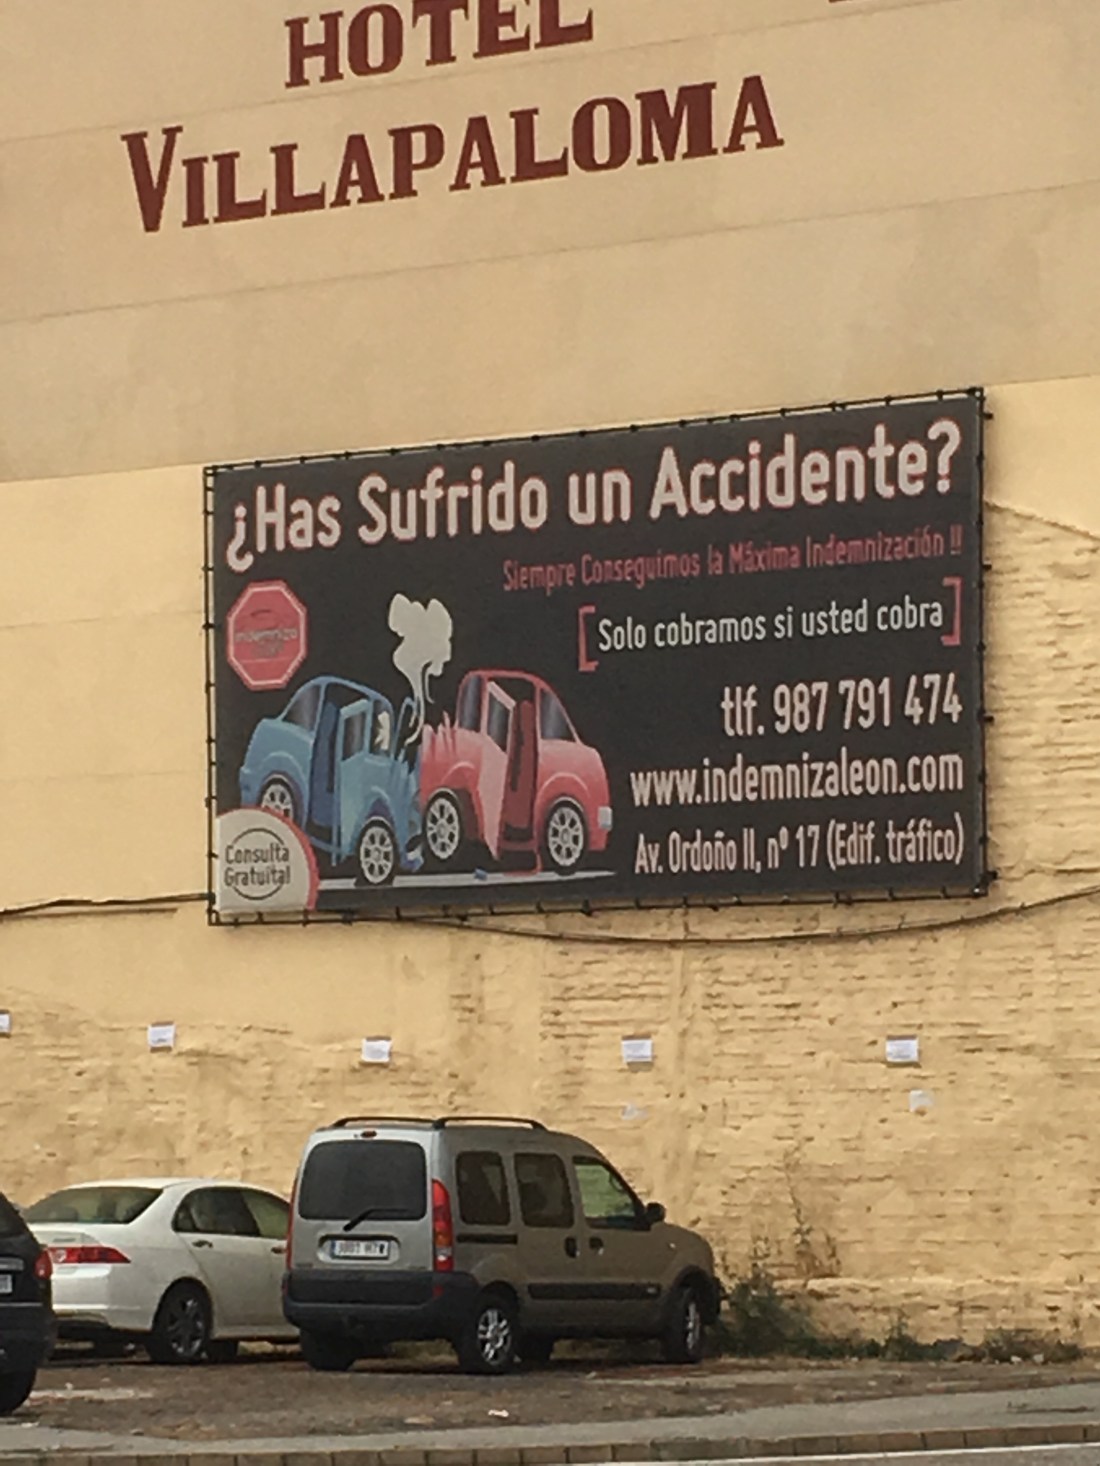 HOTEL
VILLAPALOMA
¿Has Sufrido un Accidente?
Siempre Conseguimos la Máxima Indemnización !!
[Solo cobramos si usted cobra]
indemniza
tlf. 987 791 474
www.indemnizaleon.com
Av. Ordoño II, nº 17 (Edif. tráfico)
Consulta
Gratuita!